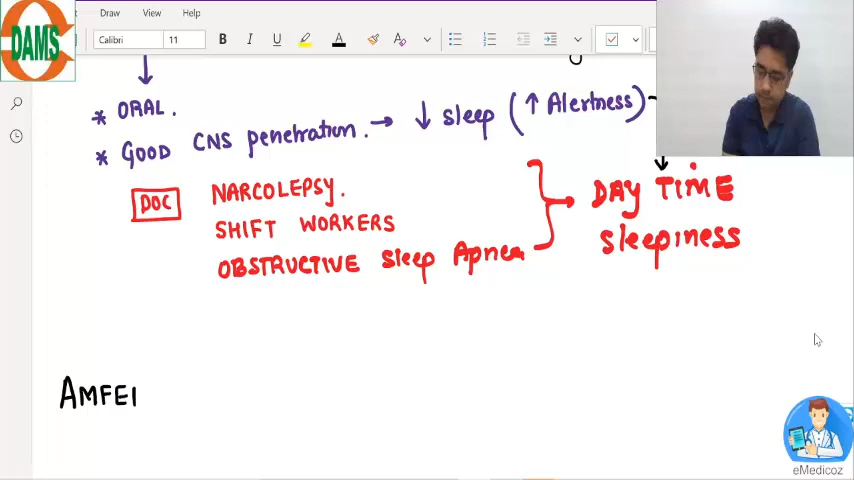 DAMS
Draw View Help
Calibri 11 B I U A
* ORAL.
* GOOD CNS penetration. → ↓ sleep (↑ Alertness)
DOC NARCOLEPSY.
SHIFT WORKERS
OBSTRUCTIVE Sleep Apnea
DAY TIME
sleepiness
AMFEI
eMedicoz